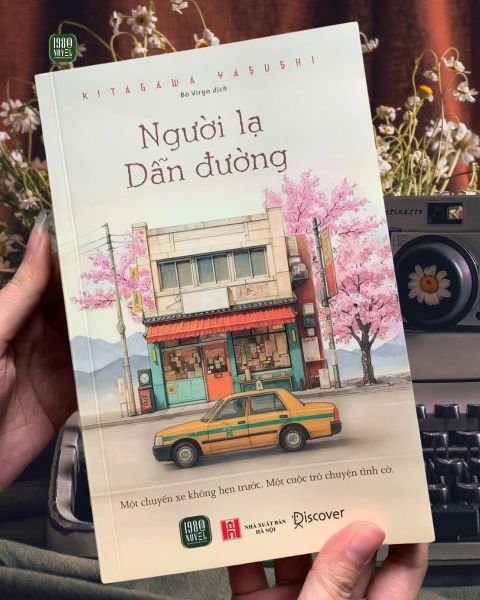 1980
NOVEL
KITAGAWA YASUSHI
Bo Virgo dịch
Người lạ
Dẫn đường
Một chuyến xe không hẹn trước. Một cuộc trò chuyện tình cờ.
1980
NOVEL
NHÀ XUẤT BẢN
HÀ NỘI
Discover